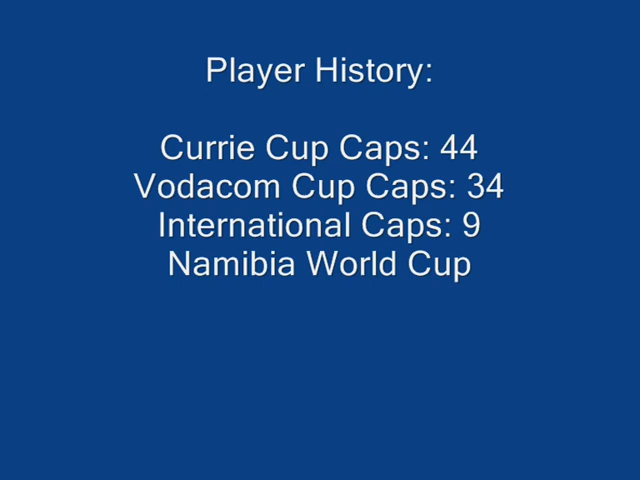 Player History:
Currie Cup Caps: 44
Vodacom Cup Caps: 34
International Caps: 9
Namibia World Cup